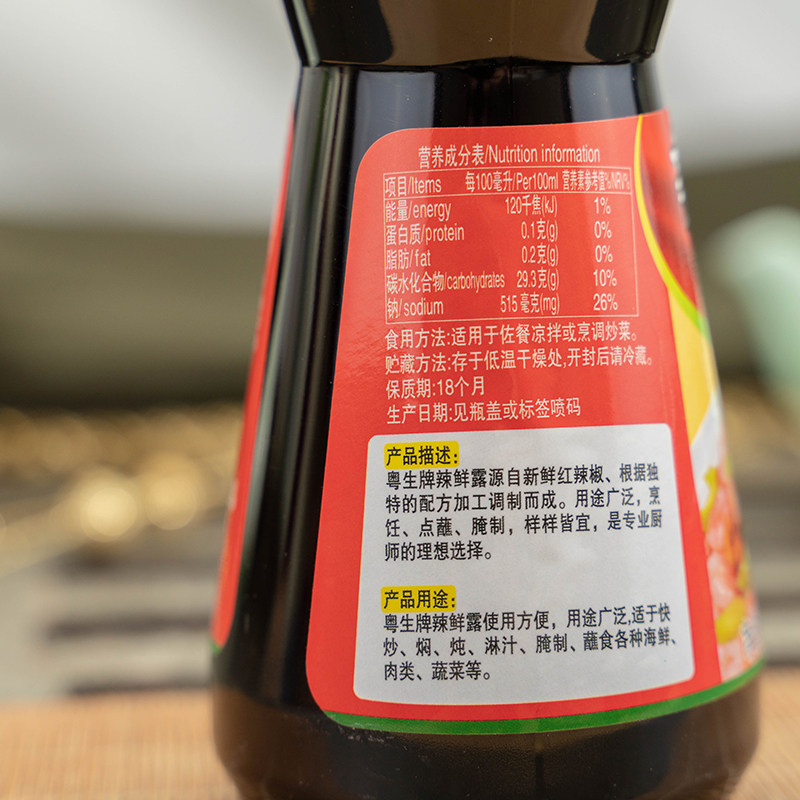 营养成分表/Nutrition information
项目/Items 每100毫升/Per100ml 营养素参考值%/NRV%
能量/energy 120千焦(kJ) 1%
蛋白质/protein 0.1克(g) 0%
脂肪/fat 0.2克(g) 0%
碳水化合物/carbohydrates 29.3克(g) 10%
钠/sodium 515毫克(mg) 26%
食用方法:适用于佐餐凉拌或烹调炒菜。
贮藏方法:存于低温干燥处,开封后请冷藏。
保质期:18个月
生产日期:见瓶盖或标签喷码
产品描述:
粤生牌辣鲜露源自新鲜红辣椒、根据独
特的配方加工调制而成。用途广泛，烹
饪、点蘸、腌制，样样皆宜，是专业厨
师的理想选择。
产品用途:
粤生牌辣鲜露使用方便，用途广泛,适于快
炒、焖、炖、淋汁、腌制、蘸食各种海鲜、
肉类、蔬菜等。